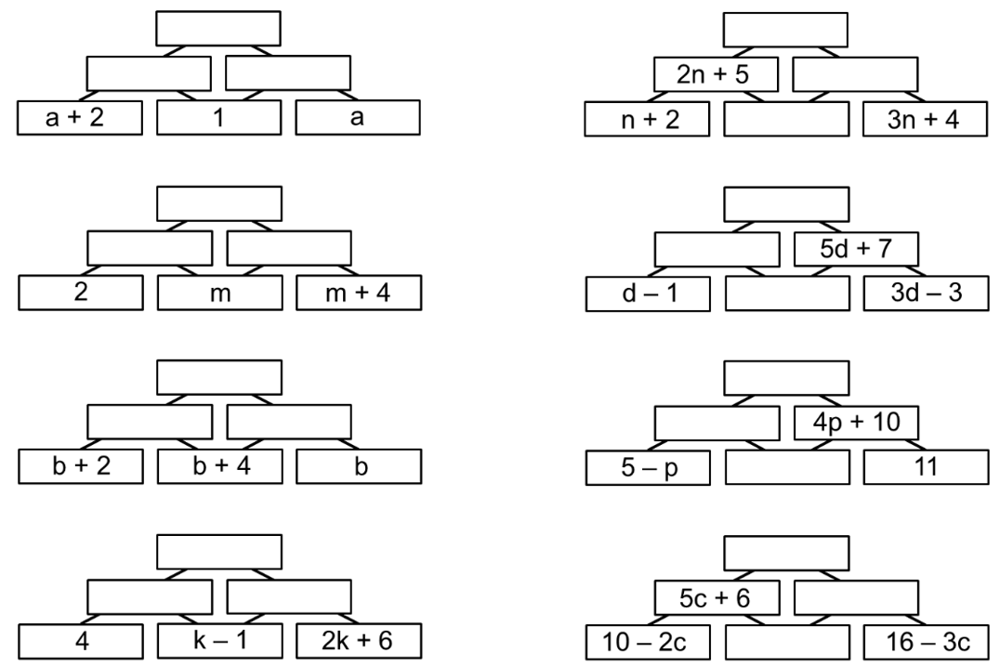 a + 2 1 a
2 m m + 4
b + 2 b + 4 b
4 k – 1 2k + 6
2n + 5
n + 2 3n + 4
5d + 7
d – 1 3d – 3
4p + 10
5 – p 11
5c + 6
10 – 2c 16 – 3c